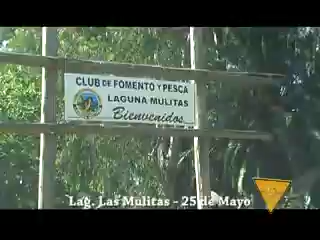 CLUB DE FOMENTO Y PESCA
LAGUNA MULITAS
Bienvenidos
Lag. Las Mulitas - 25 de Mayo